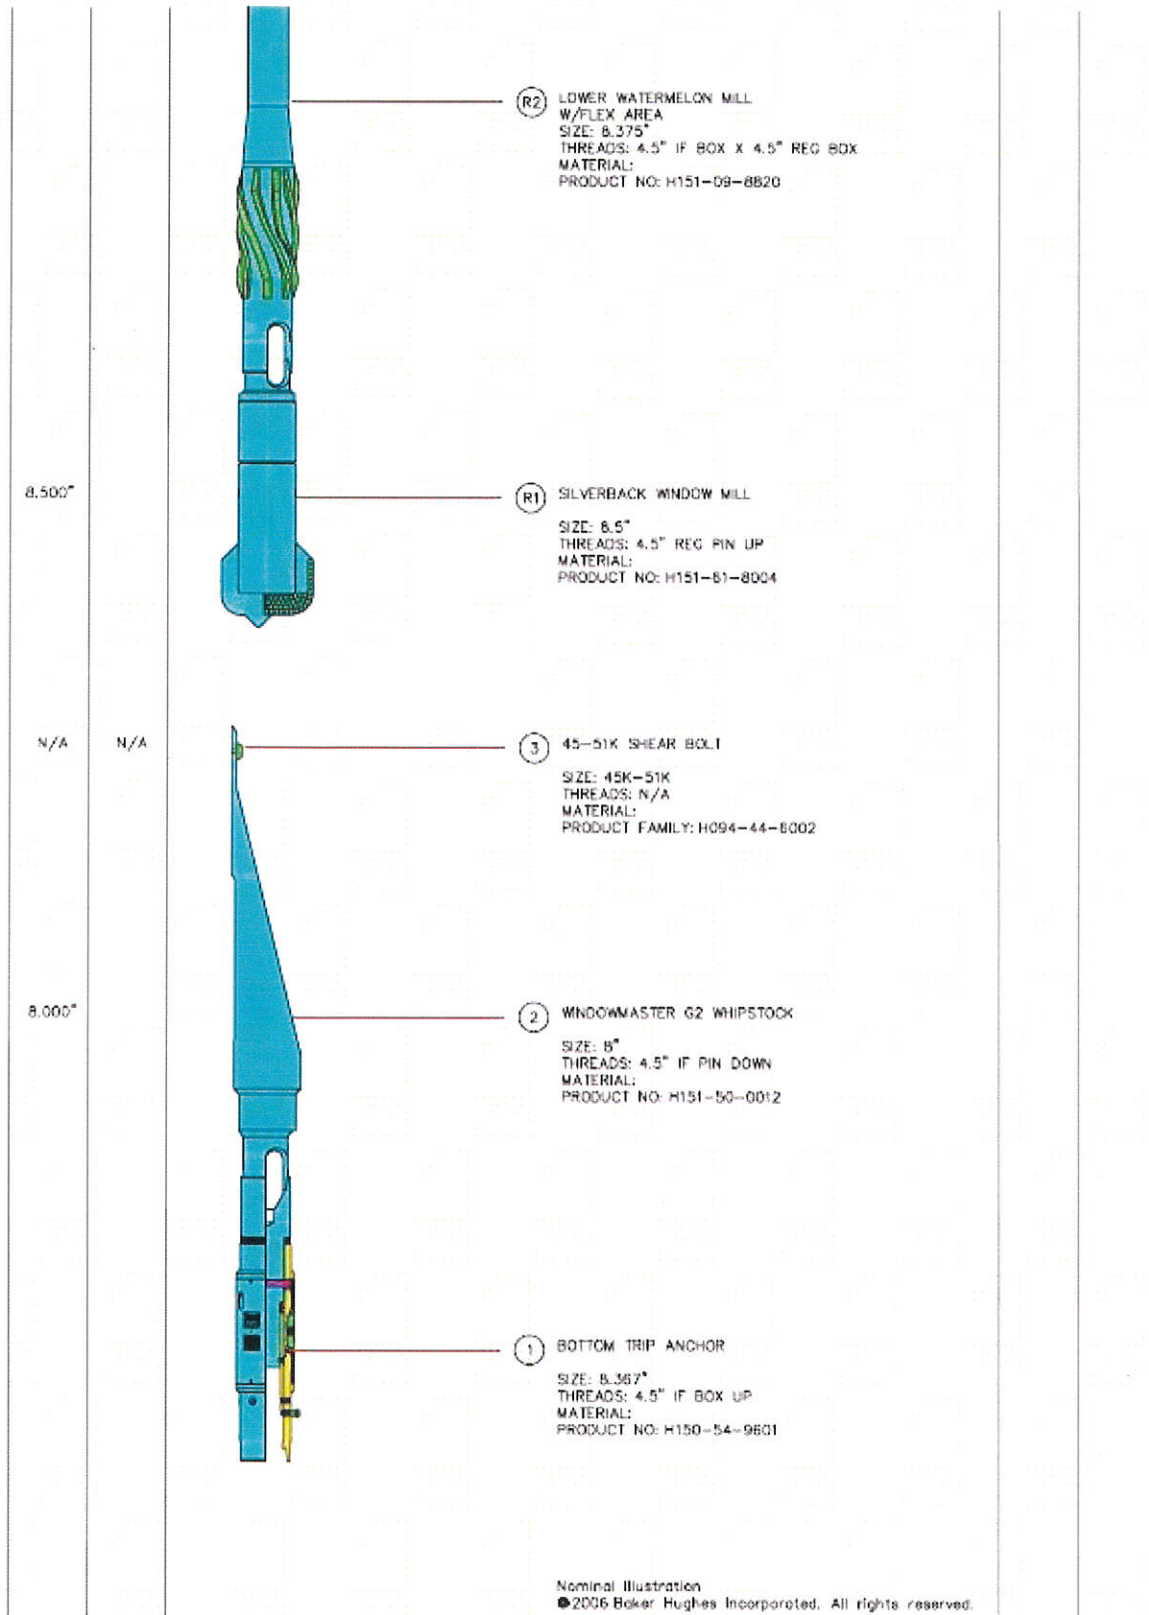 R2 LOWER WATERMELON MILL
W/FLEX AREA
SIZE: 8.375"
THREADS: 4.5" IF BOX X 4.5" REG BOX
MATERIAL:
PRODUCT NO: H151-09-8820
8.500" R1 SILVERBACK WINDOW MILL
SIZE: 8.5"
THREADS: 4.5" REG PIN UP
MATERIAL:
PRODUCT NO: H151-61-8004
N/A N/A 3 45-51K SHEAR BOLT
SIZE: 45K-51K
THREADS: N/A
MATERIAL:
PRODUCT FAMILY: H094-44-6002
8.000" 2 WINDOWMASTER G2 WHIPSTOCK
SIZE: 8"
THREADS: 4.5" IF PIN DOWN
MATERIAL:
PRODUCT NO: H151-50-0012
1 BOTTOM TRIP ANCHOR
SIZE: 8.367"
THREADS: 4.5" IF BOX UP
MATERIAL:
PRODUCT NO: H150-54-9601
Nominal Illustration
2006 Baker Hughes Incorporated. All rights reserved.